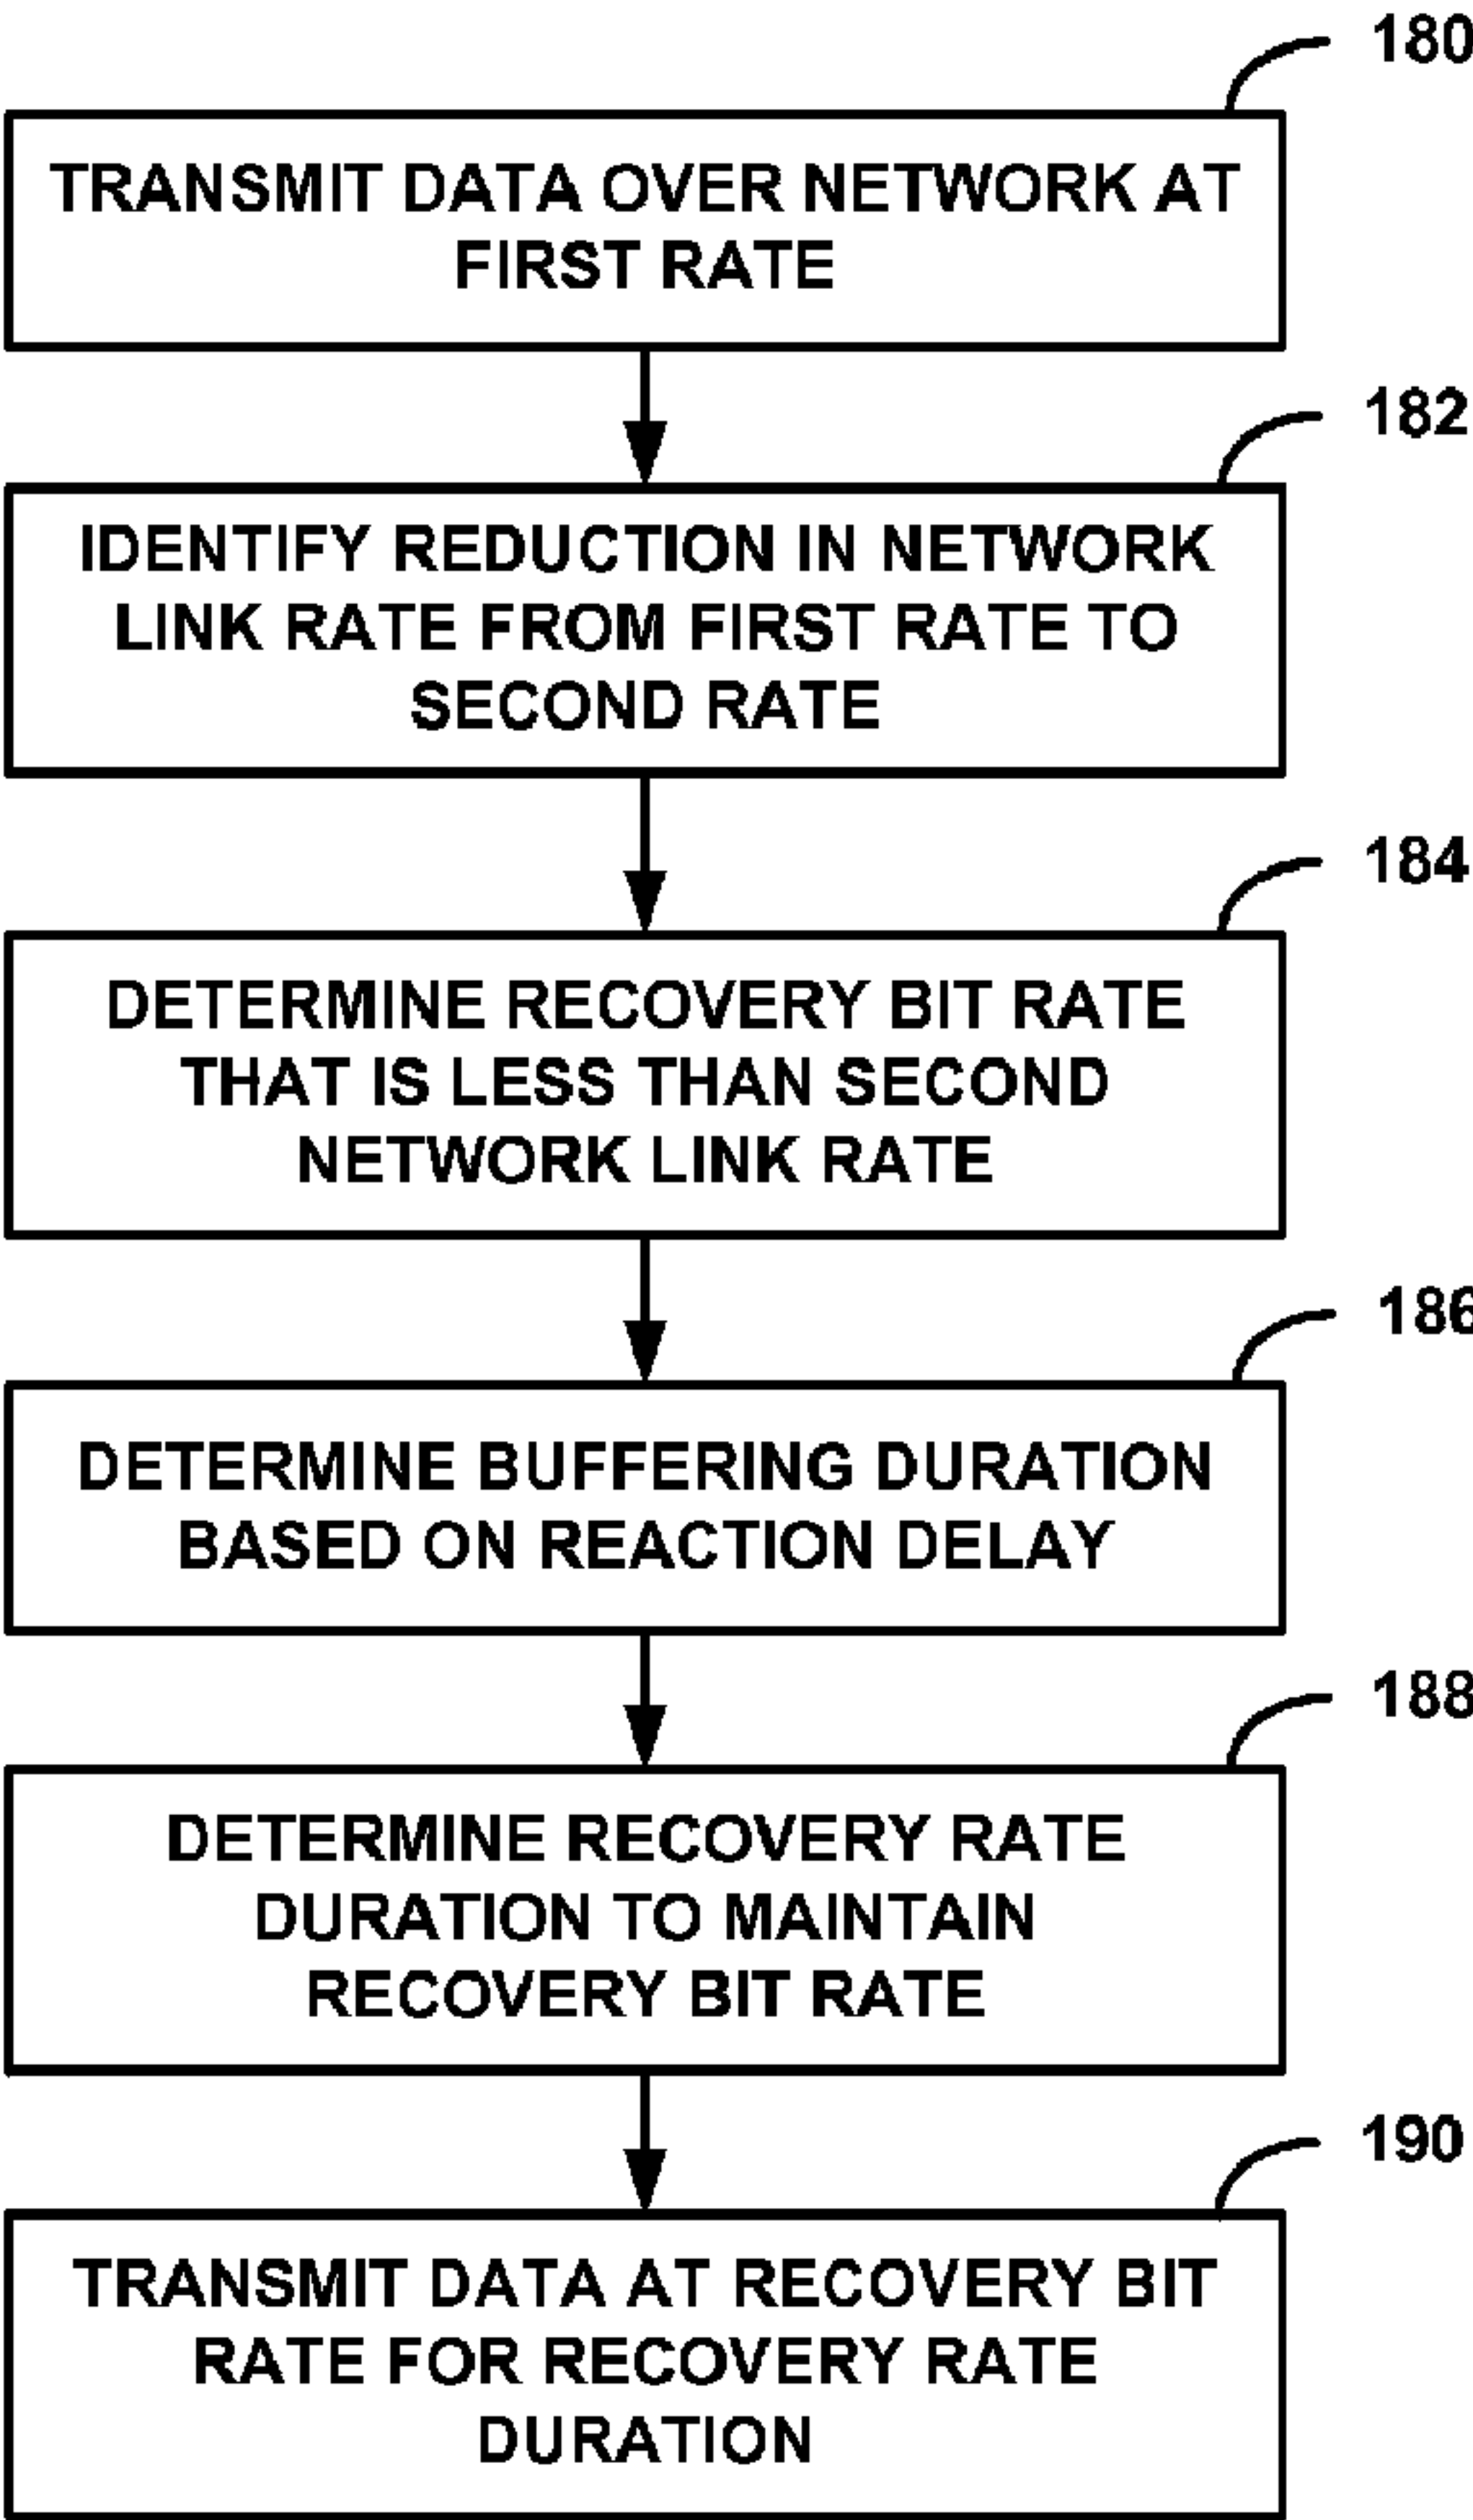 180
TRANSMIT DATA OVER NETWORK AT
FIRST RATE
182
IDENTIFY REDUCTION IN NETWORK
LINK RATE FROM FIRST RATE TO
SECOND RATE
184
DETERMINE RECOVERY BIT RATE
THAT IS LESS THAN SECOND
NETWORK LINK RATE
186
DETERMINE BUFFERING DURATION
BASED ON REACTION DELAY
188
DETERMINE RECOVERY RATE
DURATION TO MAINTAIN
RECOVERY BIT RATE
190
TRANSMIT DATA AT RECOVERY BIT
RATE FOR RECOVERY RATE
DURATION